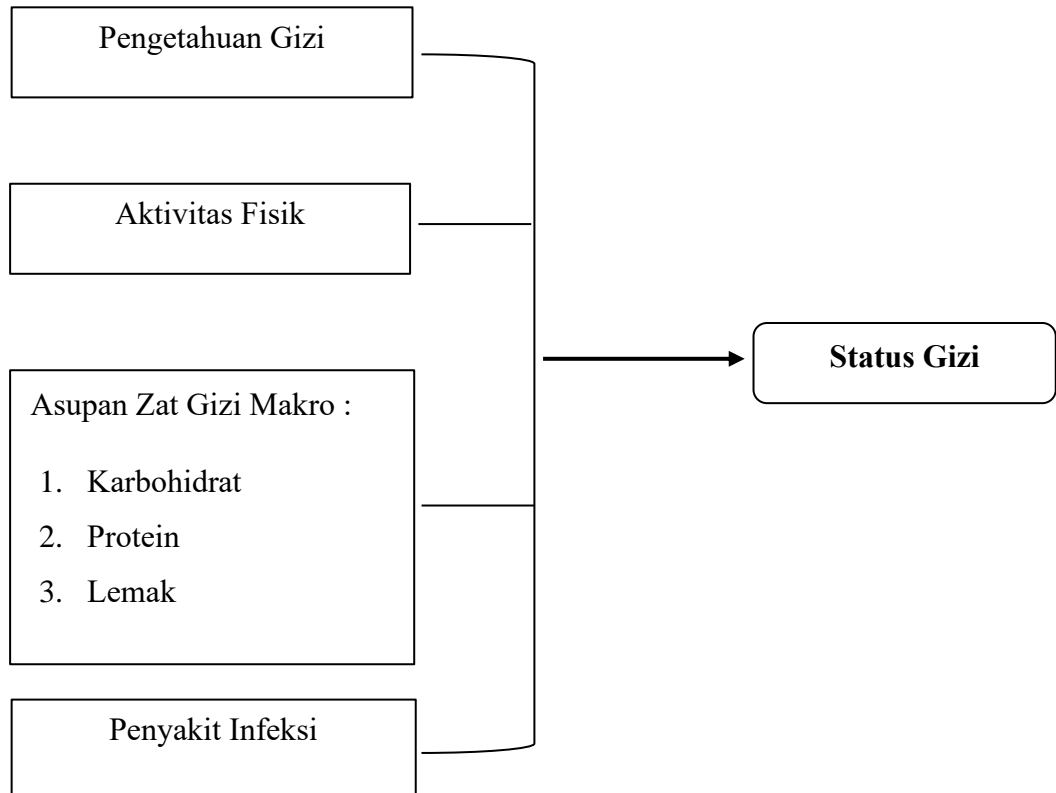 Pengetahuan Gizi
Aktivitas Fisik
Asupan Zat Gizi Makro :
1. Karbohidrat
2. Protein
3. Lemak
Penyakit Infeksi
Status Gizi